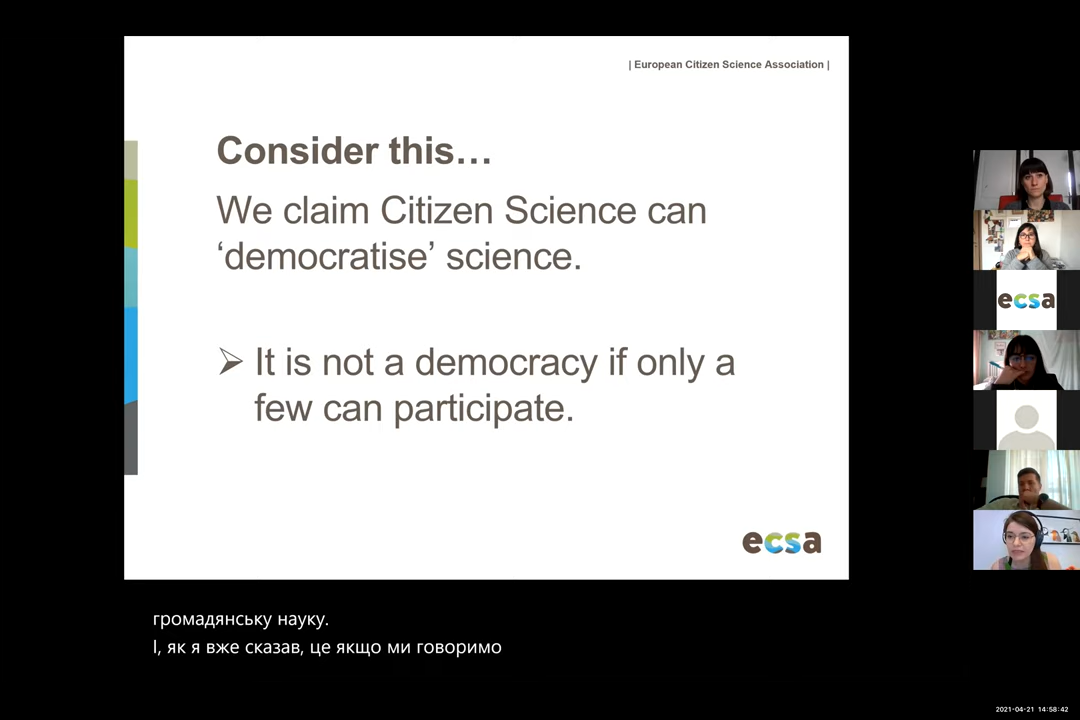 | European Citizen Science Association |
Consider this…
We claim Citizen Science can
‘democratise’ science.
➢ It is not a democracy if only a
few can participate.
ecsa
ecsa
громадянську науку.
І, як я вже сказав, це якщо ми говоримо
2021-04-21 14:58:42